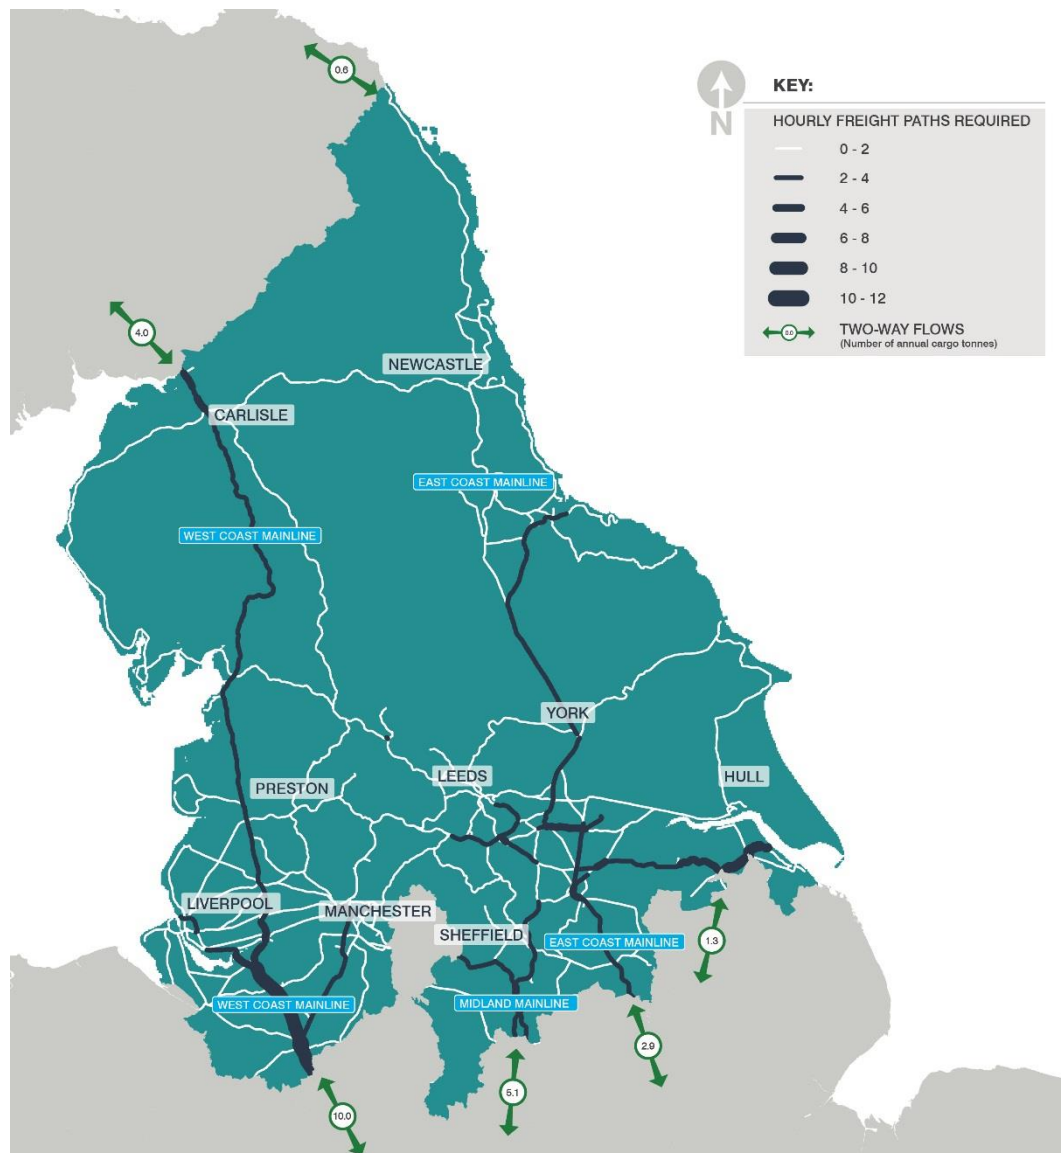 0.6
N
KEY:
HOURLY FREIGHT PATHS REQUIRED
0 - 2
2 - 4
4 - 6
6 - 8
8 - 10
10 - 12
TWO-WAY FLOWS
(Number of annual cargo tonnes)
4.0
NEWCASTLE
CARLISLE
EAST COAST MAINLINE
WEST COAST MAINLINE
YORK
LEEDS
HULL
PRESTON
LIVERPOOL
MANCHESTER
SHEFFIELD
EAST COAST MAINLINE
1.3
WEST COAST MAINLINE
MIDLAND MAINLINE
2.9
5.1
10.0